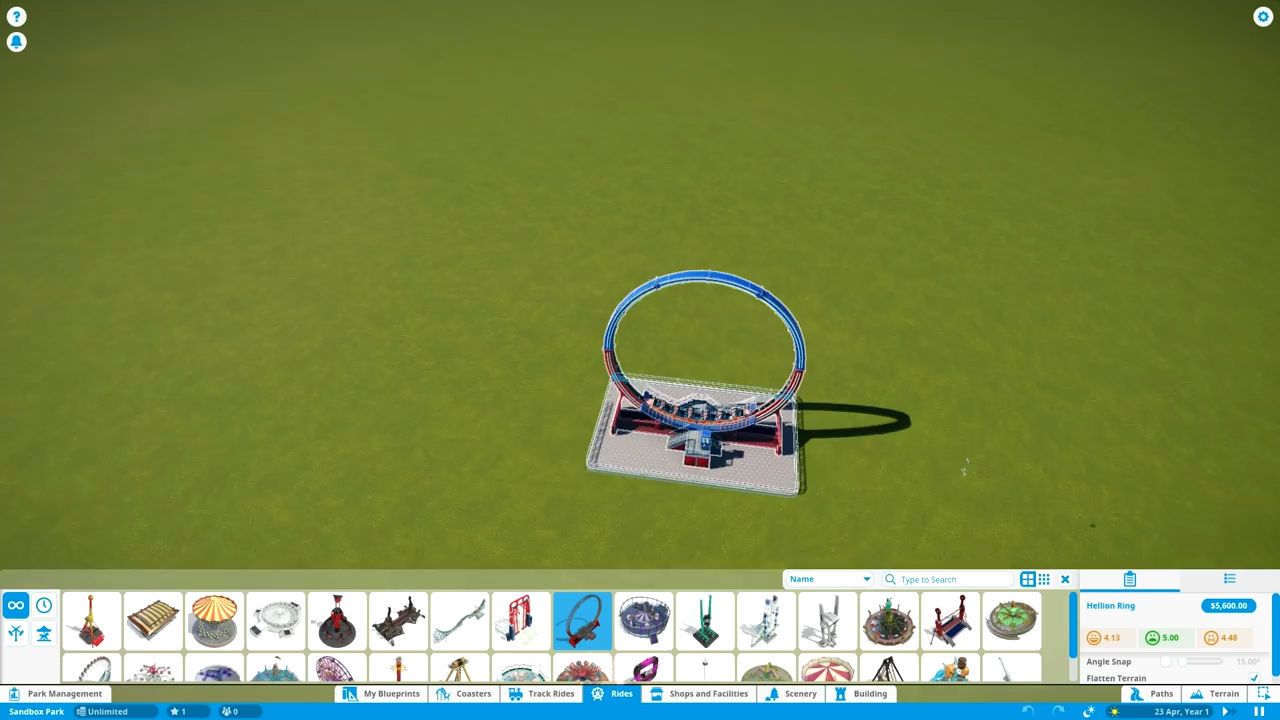 ?
Name
Type to Search
Hellion Ring
$5,600.00
4.13
5.00
4.48
Angle Snap
15.00°
Flatten Terrain
Park Management
My Blueprints
Coasters
Track Rides
Rides
Shops and Facilities
Scenery
Building
Paths
Terrain
Sandbox Park
Unlimited
1
0
23 Apr, Year 1